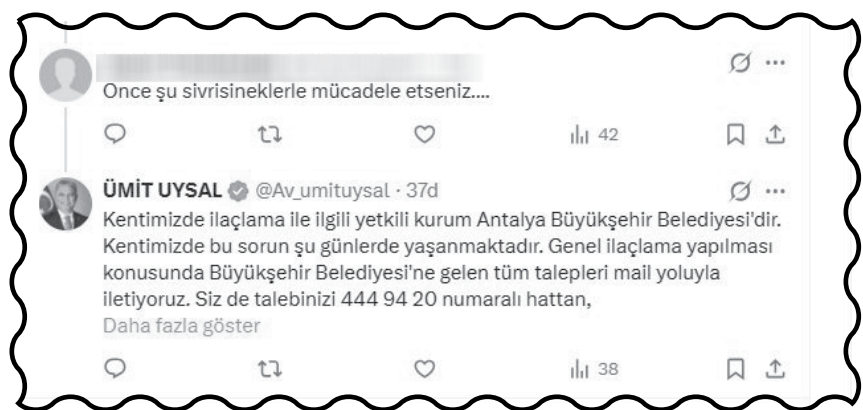 Once şu sivrisineklerle mücadele etseniz....
42
ÜMİT UYSAL @Av_umituysal · 37d
Kentimizde ilaçlama ile ilgili yetkili kurum Antalya Büyükşehir Belediyesi'dir.
Kentimizde bu sorun şu günlerde yaşanmaktadır. Genel ilaçlama yapılması
konusunda Büyükşehir Belediyesi'ne gelen tüm talepleri mail yoluyla
iletiyoruz. Siz de talebinizi 444 94 20 numaralı hattan,
Daha fazla göster
38